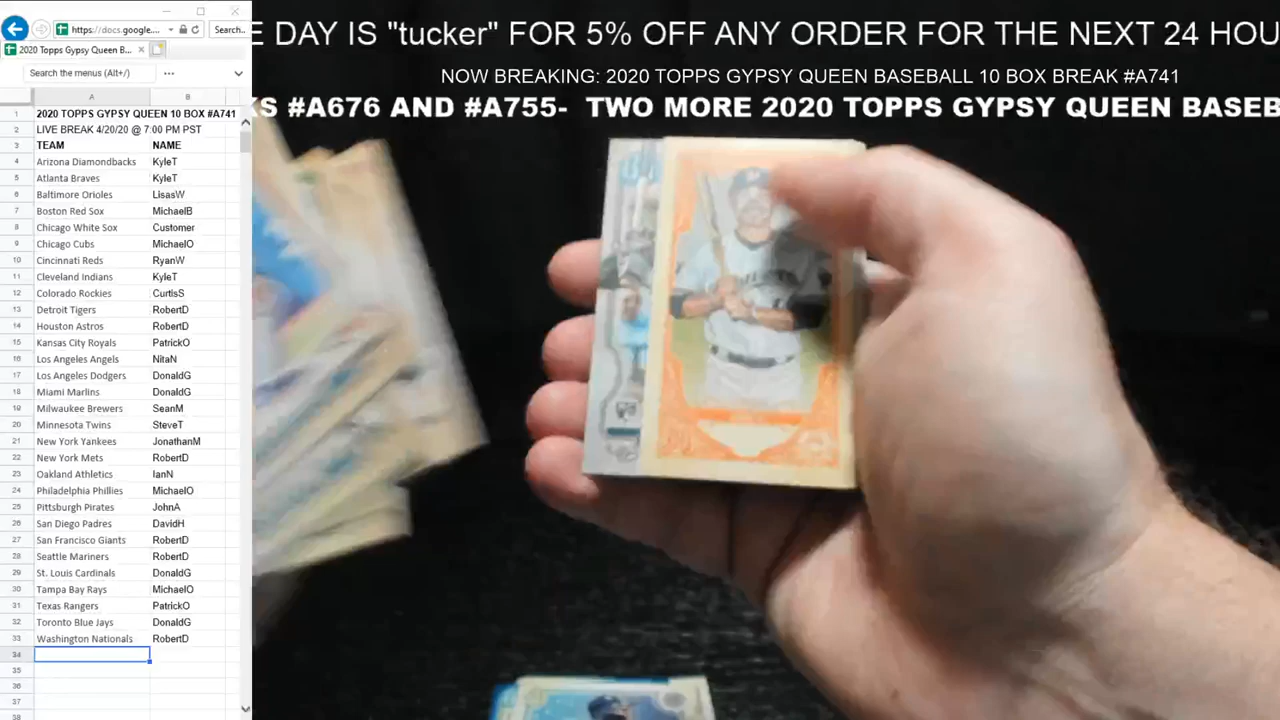 E DAY IS "tucker" FOR 5% OFF ANY ORDER FOR THE NEXT 24 HOU
NOW BREAKING: 2020 TOPPS GYPSY QUEEN BASEBALL 10 BOX BREAK #A741
KS #A676 AND #A755- TWO MORE 2020 TOPPS GYPSY QUEEN BASEB
https://docs.google....
Search...
2020 Topps Gypsy Queen B...
Search the menus (Alt+/)
A B
1 2020 TOPPS GYPSY QUEEN 10 BOX #A741
2 LIVE BREAK 4/20/20 @ 7:00 PM PST
3 TEAM NAME
4 Arizona Diamondbacks KyleT
5 Atlanta Braves KyleT
6 Baltimore Orioles LisasW
7 Boston Red Sox MichaelB
8 Chicago White Sox Customer
9 Chicago Cubs MichaelO
10 Cincinnati Reds RyanW
11 Cleveland Indians KyleT
12 Colorado Rockies CurtisS
13 Detroit Tigers RobertD
14 Houston Astros RobertD
15 Kansas City Royals PatrickO
16 Los Angeles Angels NitaN
17 Los Angeles Dodgers DonaldG
18 Miami Marlins DonaldG
19 Milwaukee Brewers SeanM
20 Minnesota Twins SteveT
21 New York Yankees JonathanM
22 New York Mets RobertD
23 Oakland Athletics IanN
24 Philadelphia Phillies MichaelO
25 Pittsburgh Pirates JohnA
26 San Diego Padres DavidH
27 San Francisco Giants RobertD
28 Seattle Mariners RobertD
29 St. Louis Cardinals DonaldG
30 Tampa Bay Rays MichaelO
31 Texas Rangers PatrickO
32 Toronto Blue Jays DonaldG
33 Washington Nationals RobertD
34
35
36
37
38